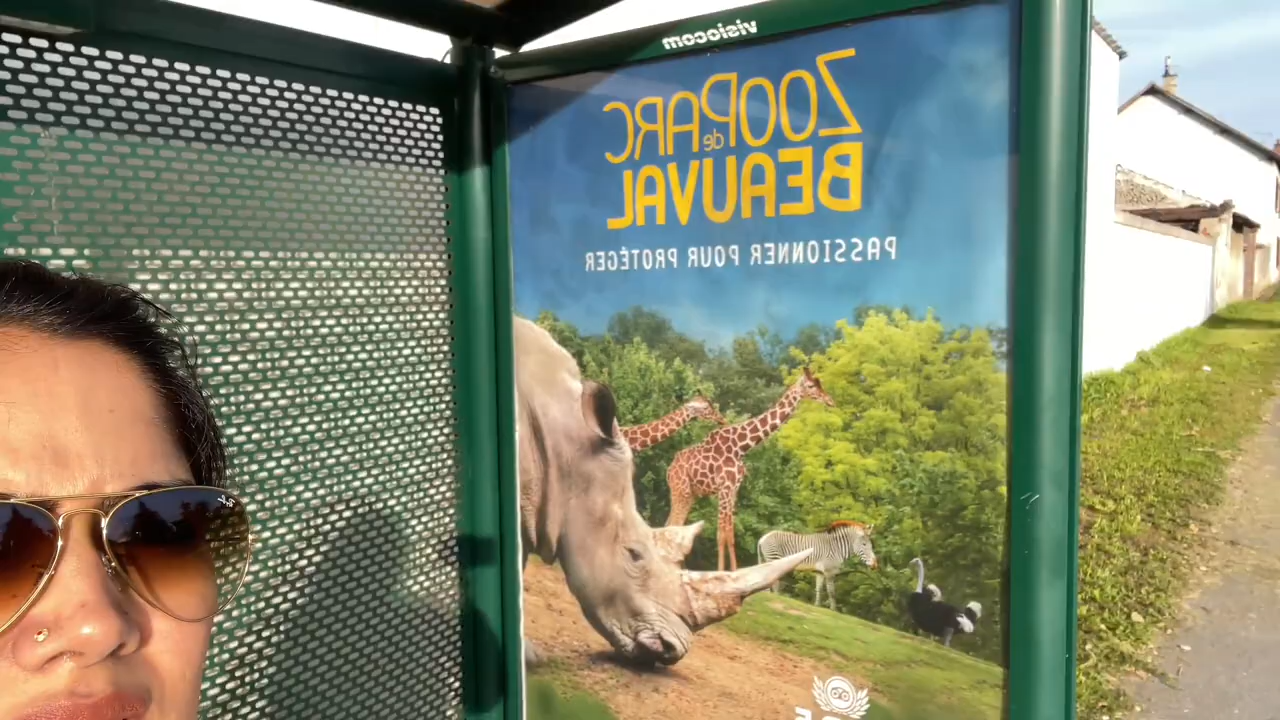 visiocom
ZOOPARC
de
BEAUVAL
PASSIONNER POUR PROTÉGER